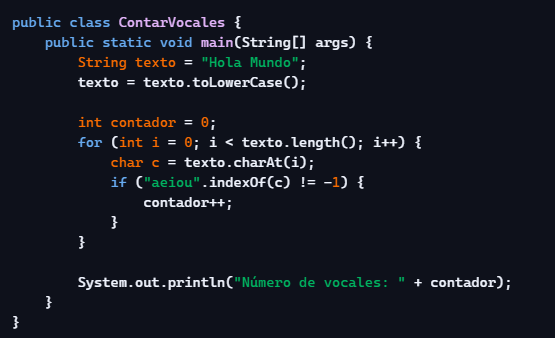 public class ContarVocales {
    public static void main(String[] args) {
        String texto = "Hola Mundo";
        texto = texto.toLowerCase();

        int contador = 0;
        for (int i = 0; i < texto.length(); i++) {
            char c = texto.charAt(i);
            if ("aeiou".indexOf(c) != -1) {
                contador++;
            }
        }

        System.out.println("Número de vocales: " + contador);
    }
}